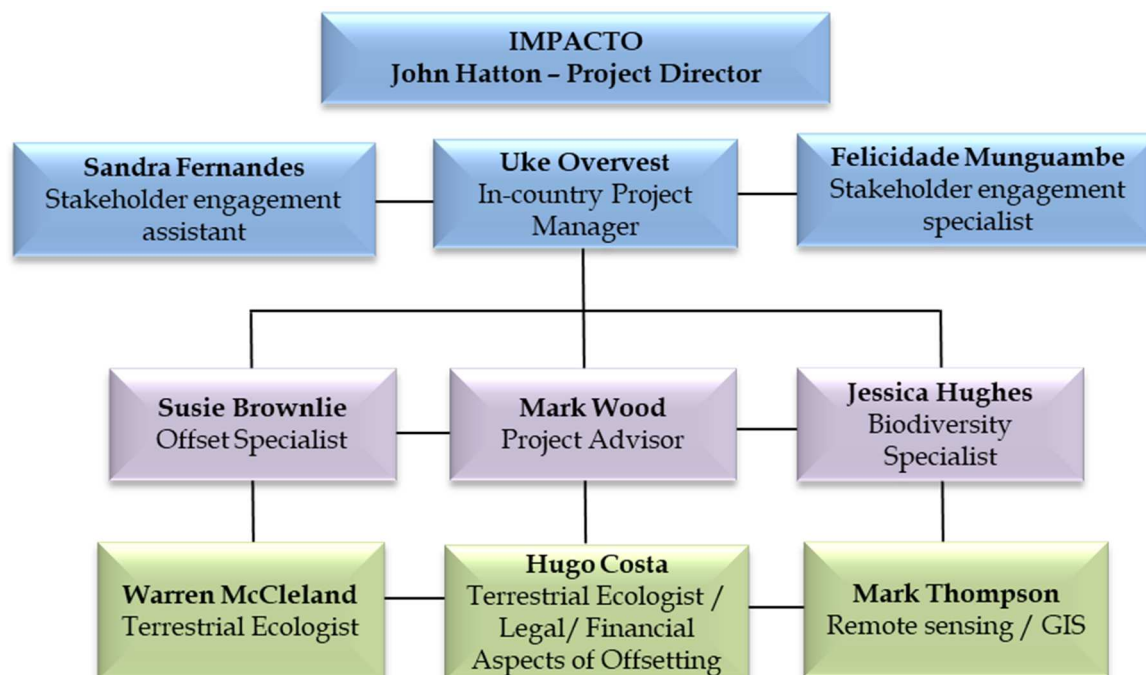 IMPACTO
John Hatton – Project Director
Sandra Fernandes
Stakeholder engagement
assistant
Uke Overvest
In-country Project
Manager
Felicidade Munguambe
Stakeholder engagement
specialist
Susie Brownlie
Offset Specialist
Mark Wood
Project Advisor
Jessica Hughes
Biodiversity
Specialist
Warren McCleland
Terrestrial Ecologist
Hugo Costa
Terrestrial Ecologist /
Legal/ Financial
Aspects of Offsetting
Mark Thompson
Remote sensing / GIS